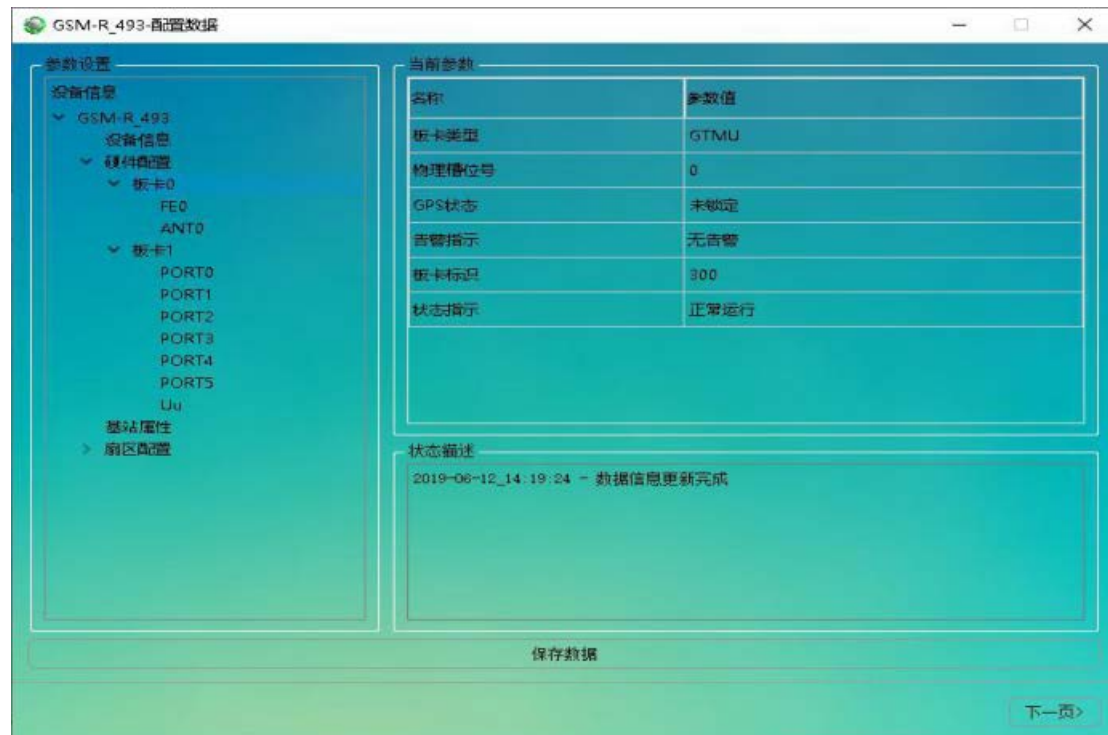 GSM-R_493-配置数据
参数设置
设备信息
GSM-R_493
设备信息
硬件配置
板卡0
FE0
ANT0
板卡1
PORT0
PORT1
PORT2
PORT3
PORT4
PORT5
Uu
基站属性
扇区配置
当前参数
名称 参数值
板卡类型 GTMU
物理槽位号 0
GPS状态 未锁定
告警指示 无告警
板卡标识 300
状态指示 正常运行
状态描述
2019-06-12_14:19:24 - 数据信息更新完成
保存数据
下一页>